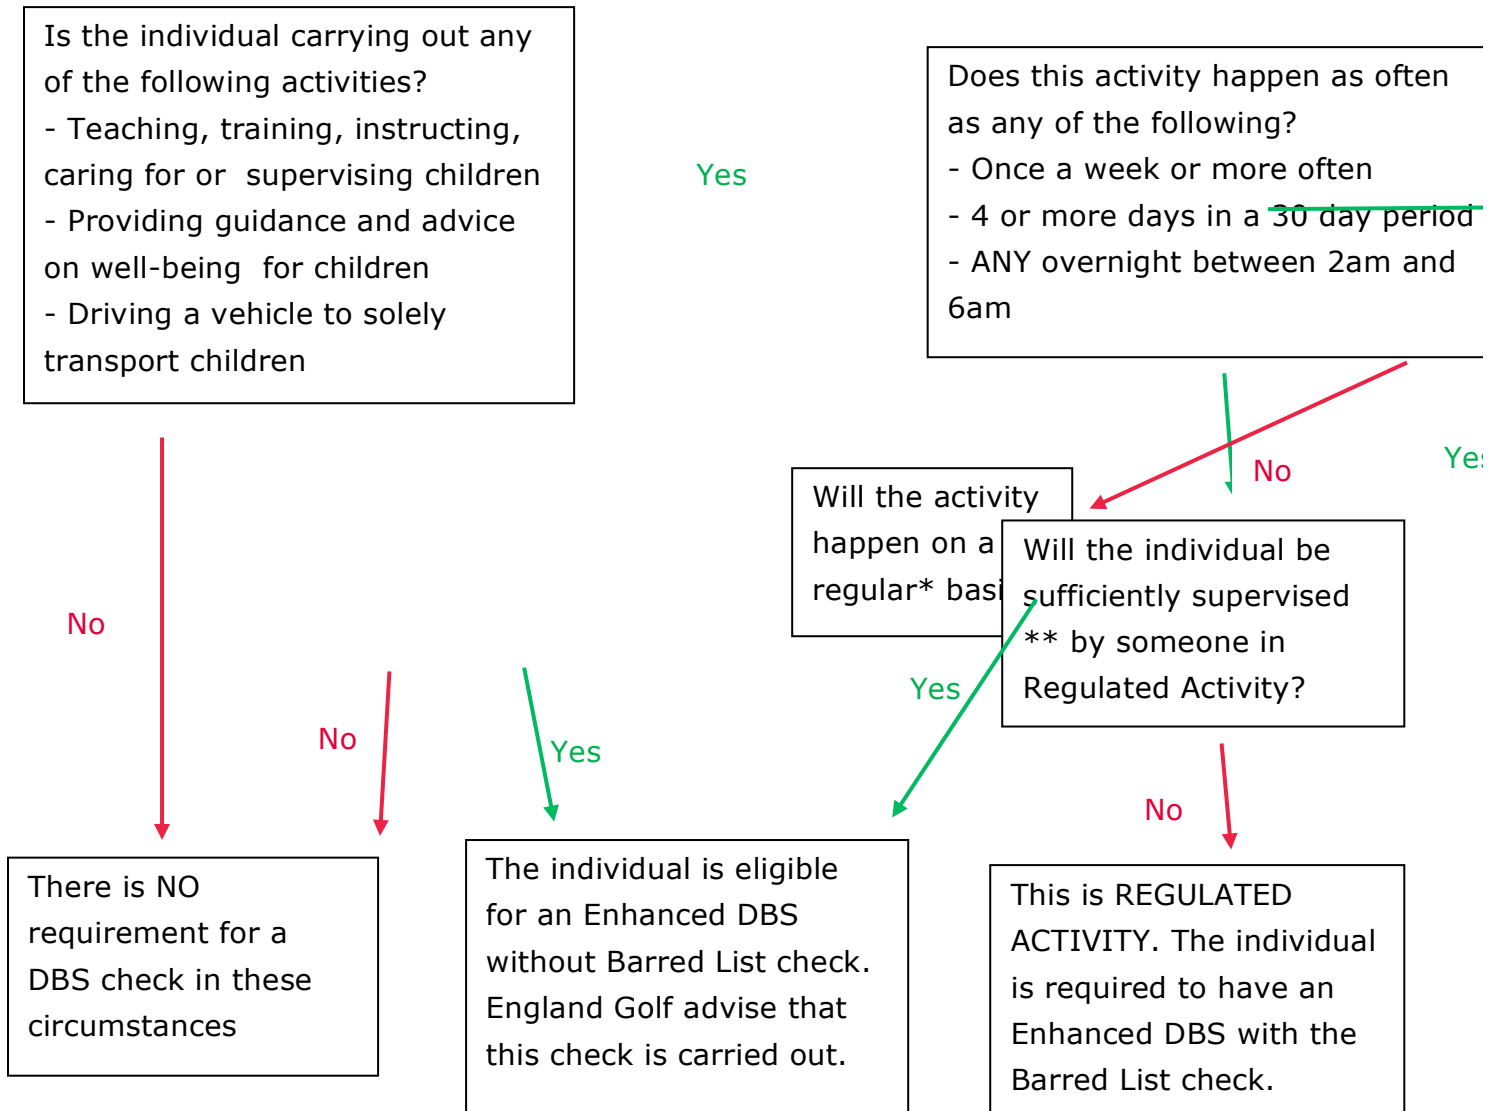 Is the individual carrying out any
of the following activities?
- Teaching, training, instructing,
caring for or  supervising children
- Providing guidance and advice
on well-being  for children
- Driving a vehicle to solely
transport children
Yes
Does this activity happen as often
as any of the following?
- Once a week or more often
- 4 or more days in a 30 day period
- ANY overnight between 2am and
6am
No
Will the activity
happen on a
regular*
Will the individual be
sufficiently supervised
** by someone in
Regulated Activity?
No
Yes
No
Yes
No
There is NO
requirement for a
DBS check in these
circumstances
The individual is eligible
for an Enhanced DBS
without Barred List check.
England Golf advise that
this check is carried out.
This is REGULATED
ACTIVITY. The individual
is required to have an
Enhanced DBS with the
Barred List check.